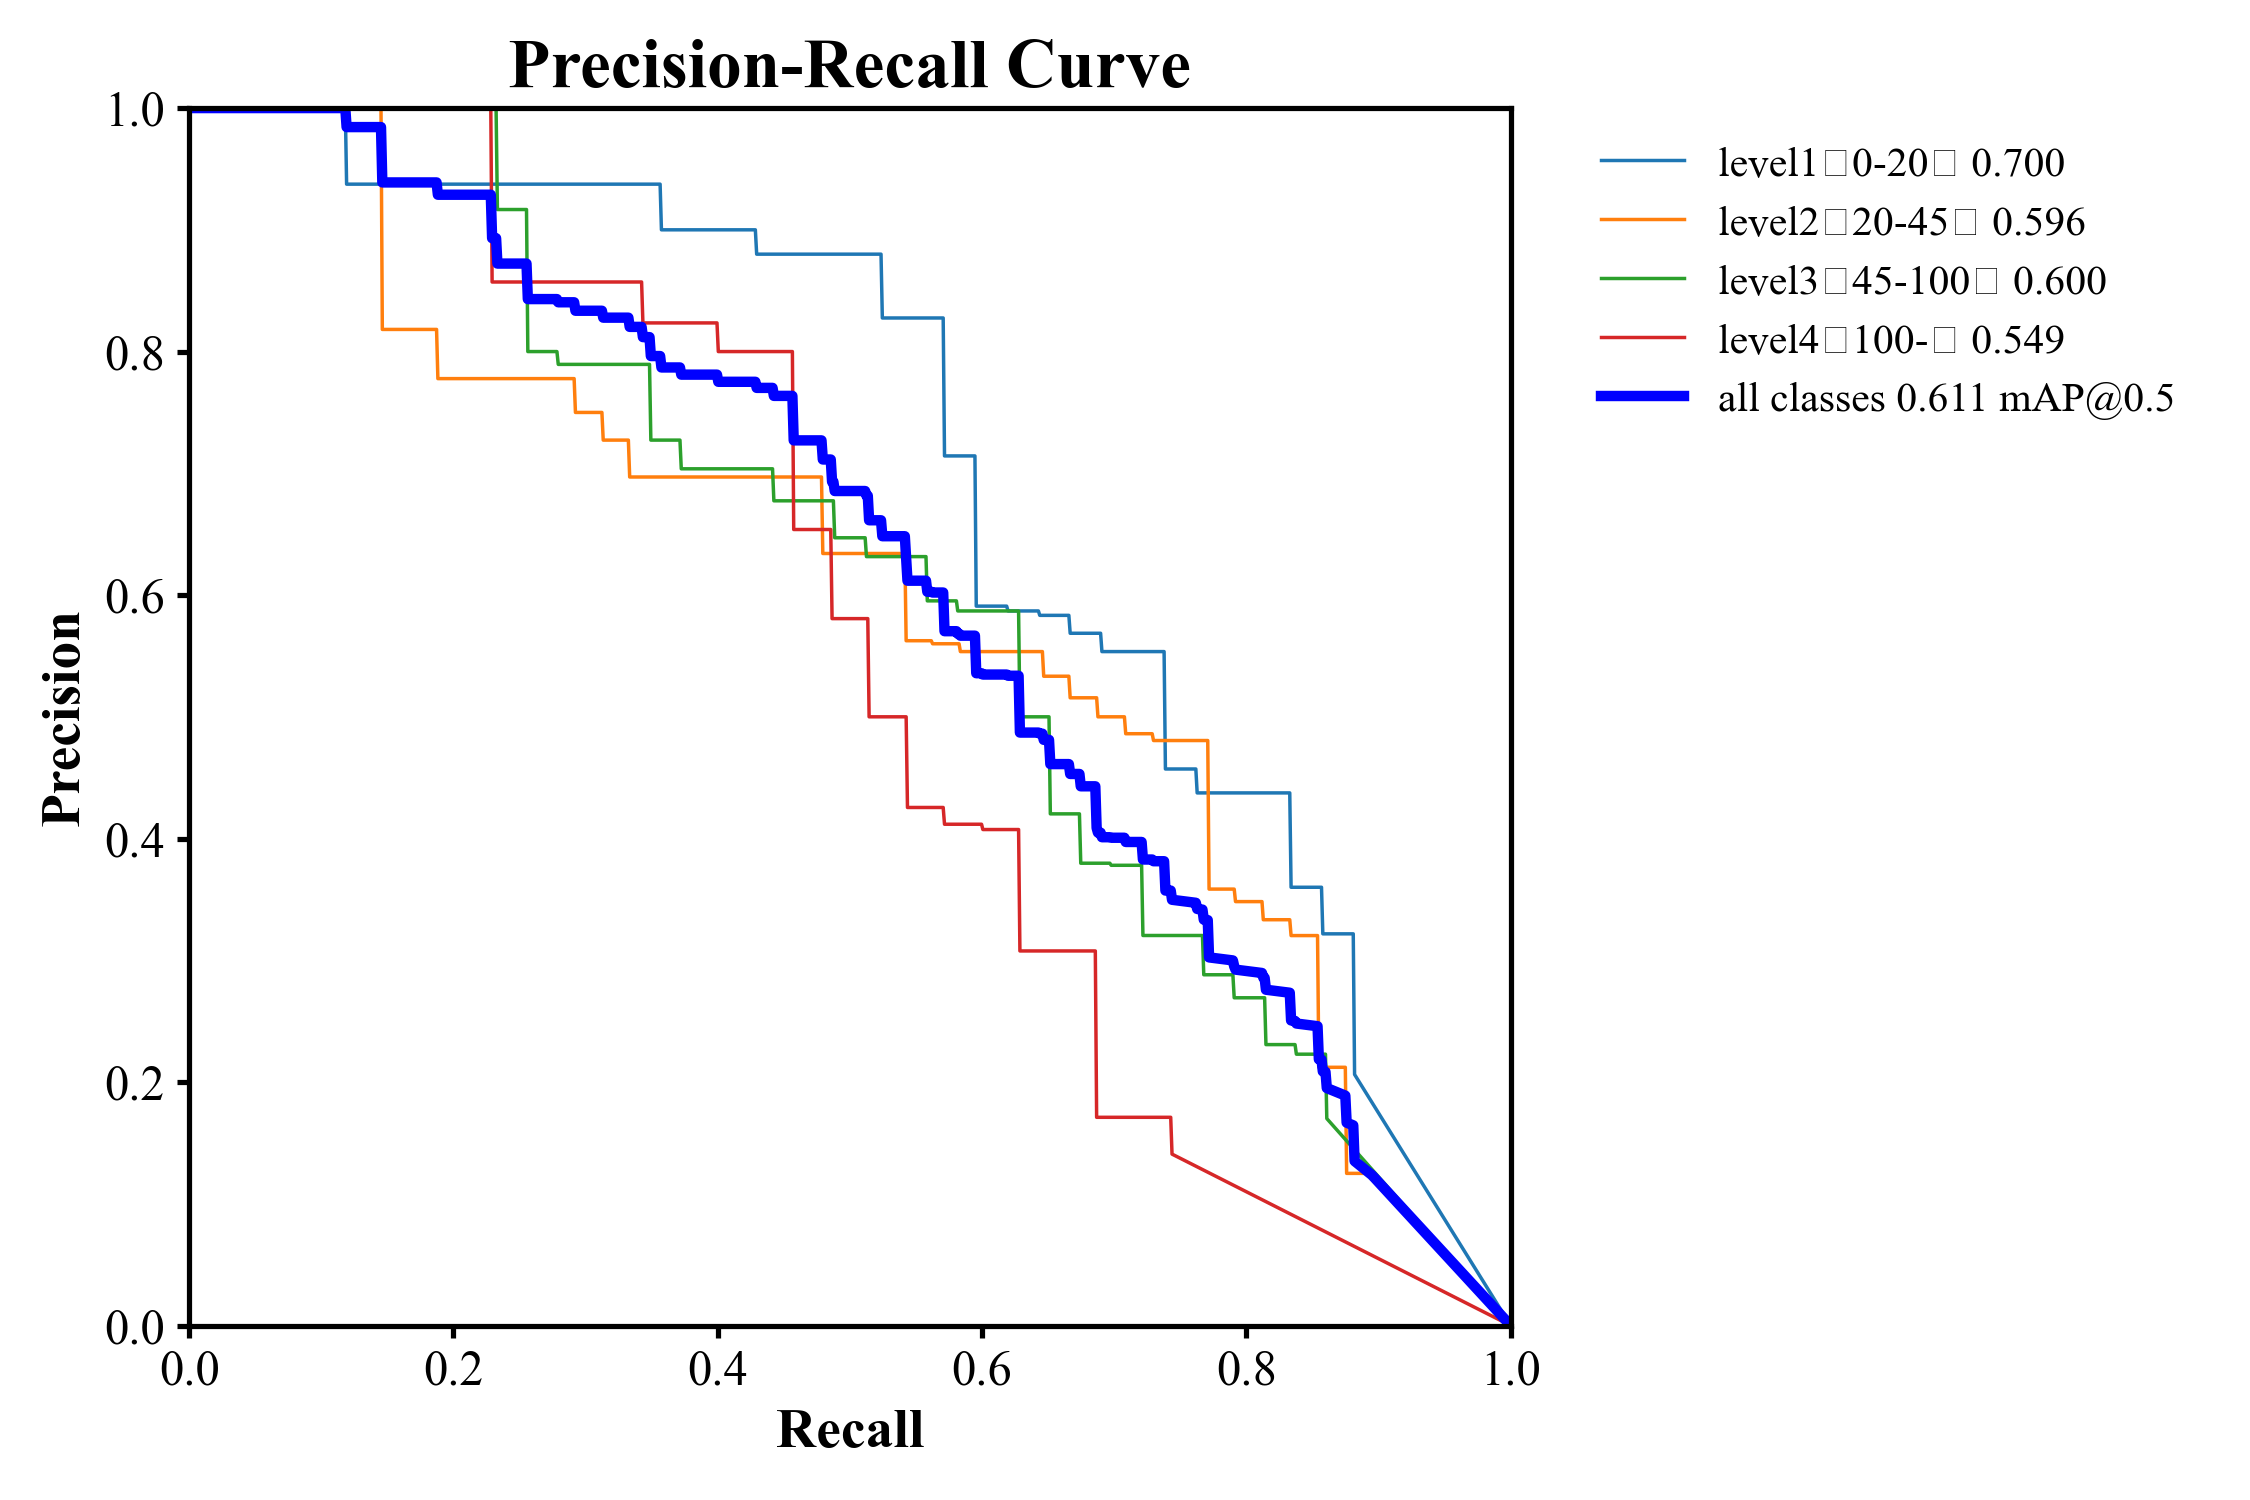 Precision-Recall Curve
1.0
0.8
0.6
0.4
0.2
0.0
Precision
0.0 0.2 0.4 0.6 0.8 1.0
Recall
level1□0-20□ 0.700
level2□20-45□ 0.596
level3□45-100□ 0.600
level4□100-□ 0.549
all classes 0.611 mAP@0.5